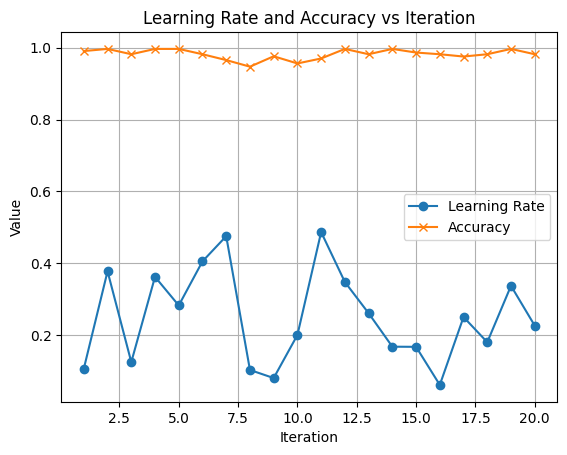 Learning Rate and Accuracy vs Iteration
1.0
0.8
0.6
0.4
0.2
Value
Learning Rate
Accuracy
2.5 5.0 7.5 10.0 12.5 15.0 17.5 20.0
Iteration